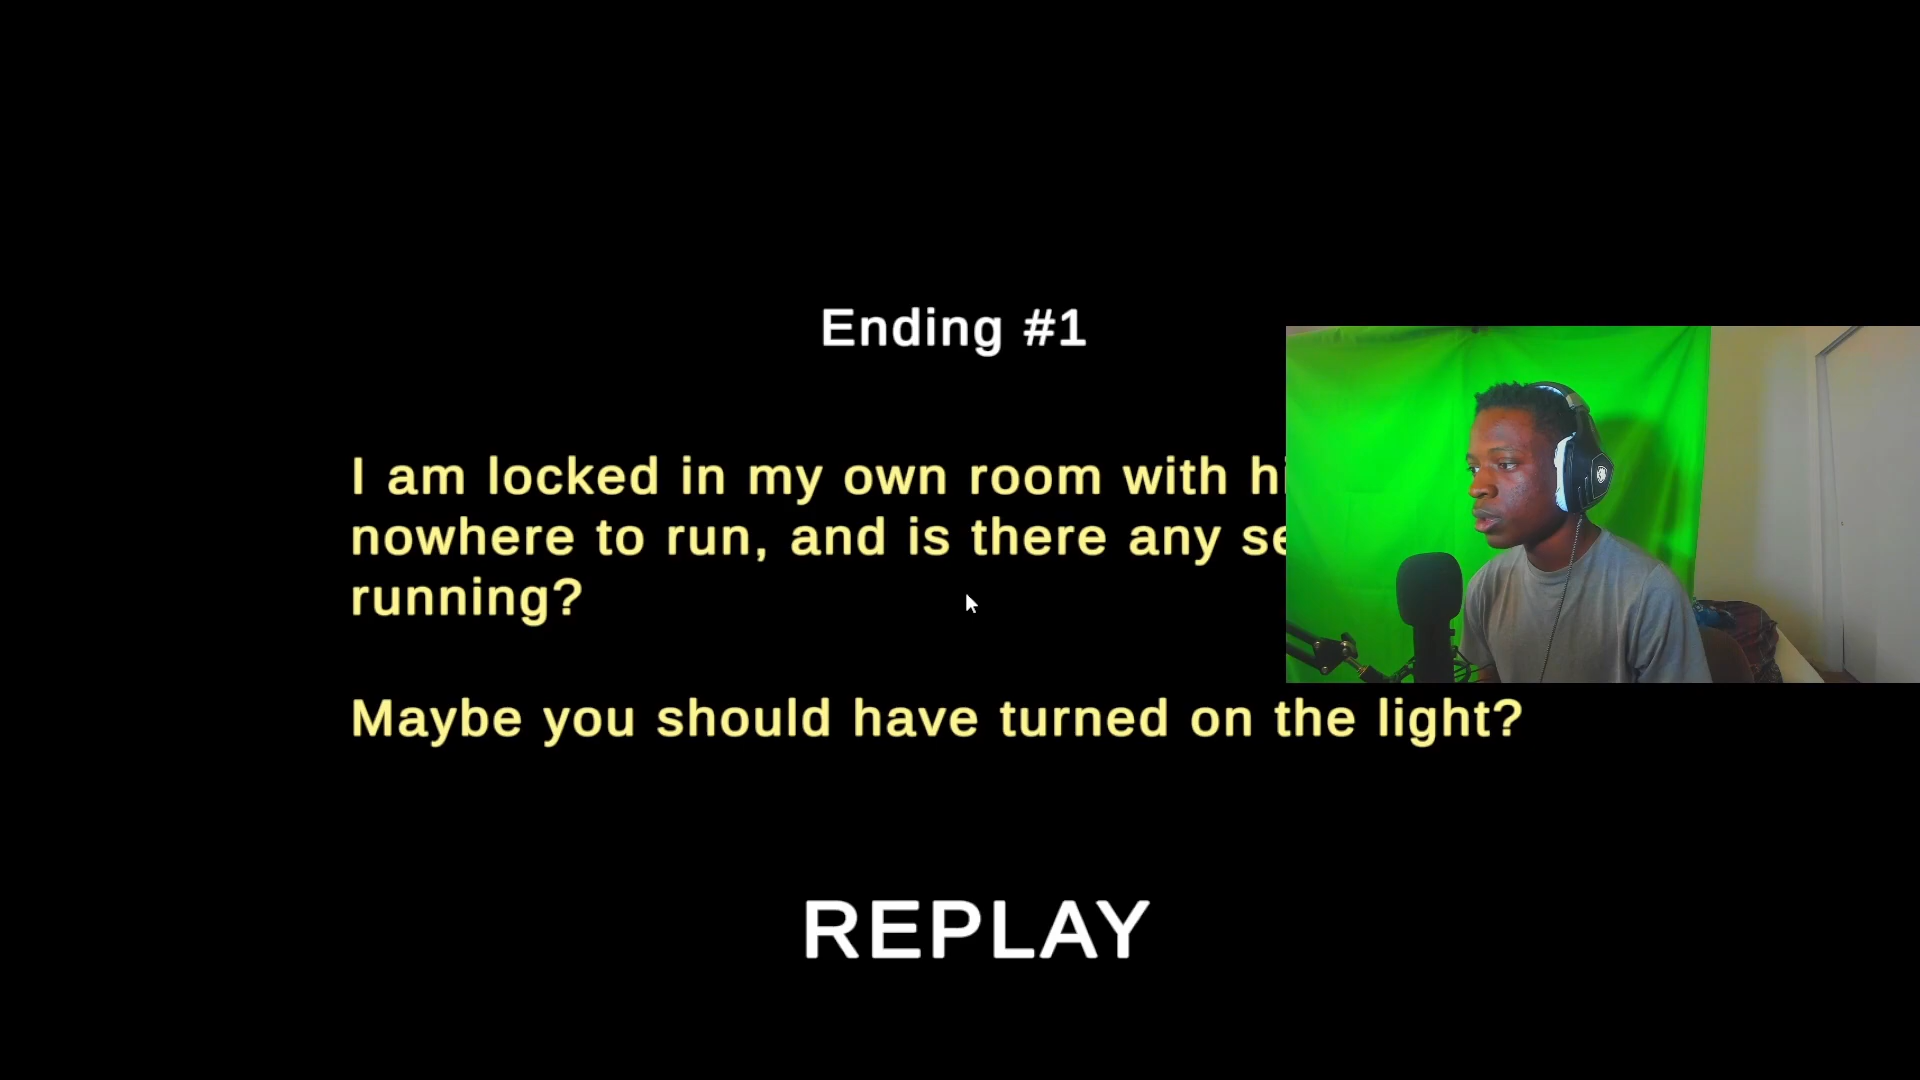 Ending #1
I am locked in my own room with
nowhere to run, and is there any
running?
Maybe you should have turned on the light?
REPLAY